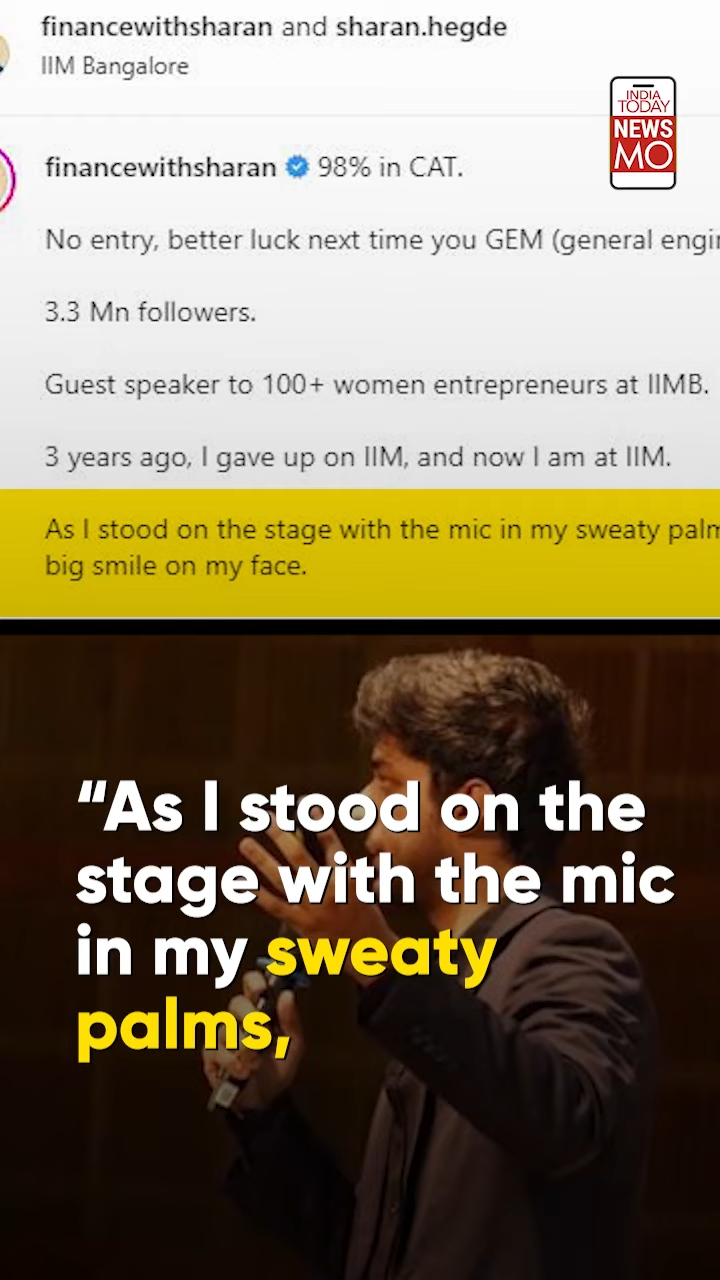 financewithsharan and sharan.hegde
IIM Bangalore
INDIA
TODAY
NEWS
MO
financewithsharan 98% in CAT.
No entry, better luck next time you GEM (general
3.3 Mn followers.
Guest speaker to 100+ women entrepreneurs at IIMB.
3 years ago, I gave up on IIM, and now I am at IIM.
As I stood on the stage with the mic in my sweaty
big smile on my face.
“As I stood on the
stage with the mic
in my sweaty
palms,